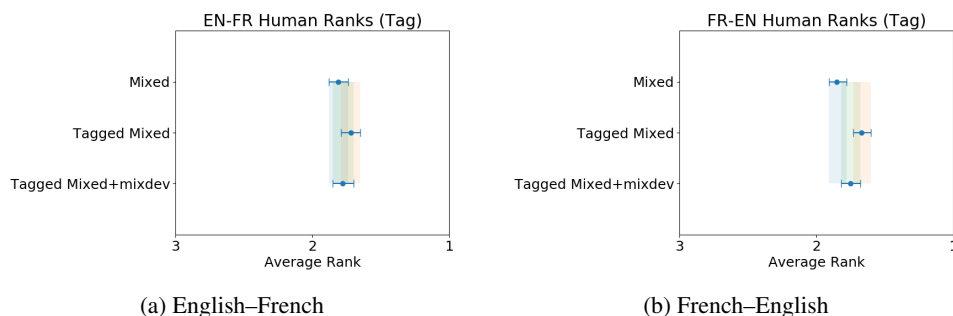 EN-FR Human Ranks (Tag)
Mixed
Tagged Mixed
Tagged Mixed+mixdev
3 2 1
Average Rank
(a) English–French
FR-EN Human Ranks (Tag)
Mixed
Tagged Mixed
Tagged Mixed+mixdev
3 2 1
Average Rank
(b) French–English